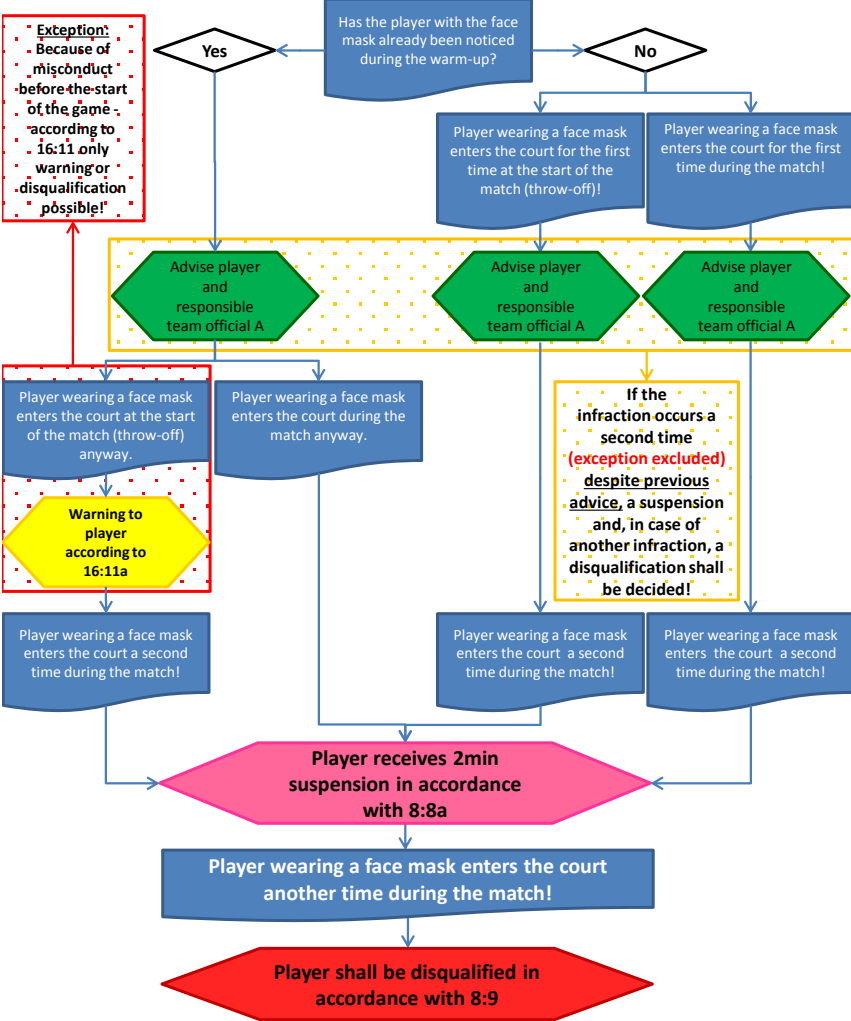 Has the player with the face
mask already been noticed
during the warm-up?
Yes
No
Exception:
Because of
misconduct
before the start
of the game -
according to
16:11 only
warning or
disqualification
possible!
Player wearing a face mask
enters the court for the first
time at the start of the
match (throw-off)!
Player wearing a face mask
enters the court for the first
time during the match!
Advise player
and
responsible
team official A
Advise player
and
responsible
team official A
Advise player
and
responsible
team official A
Player wearing a face mask
enters the court at the start
of the match (throw-off)
anyway.
Player wearing a face mask
enters the court during the
match anyway.
If the
infraction occurs a
second time
(exception excluded)
despite previous
advice, a suspension
and, in case of
another infraction, a
disqualification shall
be decided!
Warning to
player
according to
16:11a
Player wearing a face mask
enters the court a second
time during the match!
Player wearing a face mask
enters the court a second
time during the match!
Player wearing a face mask
enters the court a second
time during the match!
Player receives 2min
suspension in accordance
with 8:8a
Player wearing a face mask enters the court
another time during the match!
Player shall be disqualified in
accordance with 8:9